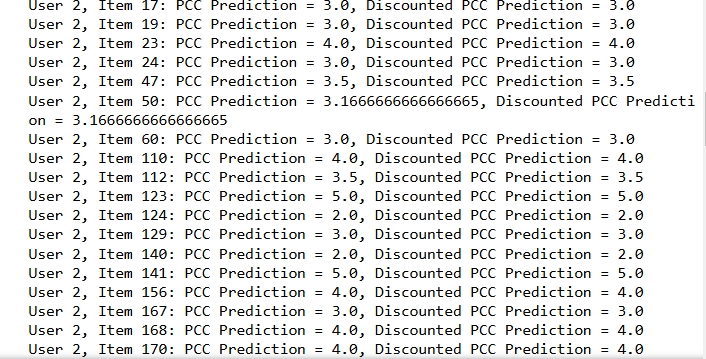 User 2, Item 17: PCC Prediction = 3.0, Discounted PCC Prediction = 3.0
User 2, Item 19: PCC Prediction = 3.0, Discounted PCC Prediction = 3.0
User 2, Item 23: PCC Prediction = 4.0, Discounted PCC Prediction = 4.0
User 2, Item 24: PCC Prediction = 3.0, Discounted PCC Prediction = 3.0
User 2, Item 47: PCC Prediction = 3.5, Discounted PCC Prediction = 3.5
User 2, Item 50: PCC Prediction = 3.1666666666666665, Discounted PCC Predicti
on = 3.1666666666666665
User 2, Item 60: PCC Prediction = 3.0, Discounted PCC Prediction = 3.0
User 2, Item 110: PCC Prediction = 4.0, Discounted PCC Prediction = 4.0
User 2, Item 112: PCC Prediction = 3.5, Discounted PCC Prediction = 3.5
User 2, Item 123: PCC Prediction = 5.0, Discounted PCC Prediction = 5.0
User 2, Item 124: PCC Prediction = 2.0, Discounted PCC Prediction = 2.0
User 2, Item 129: PCC Prediction = 3.0, Discounted PCC Prediction = 3.0
User 2, Item 140: PCC Prediction = 2.0, Discounted PCC Prediction = 2.0
User 2, Item 141: PCC Prediction = 5.0, Discounted PCC Prediction = 5.0
User 2, Item 156: PCC Prediction = 4.0, Discounted PCC Prediction = 4.0
User 2, Item 167: PCC Prediction = 3.0, Discounted PCC Prediction = 3.0
User 2, Item 168: PCC Prediction = 4.0, Discounted PCC Prediction = 4.0
User 2, Item 170: PCC Prediction = 4.0, Discounted PCC Prediction = 4.0